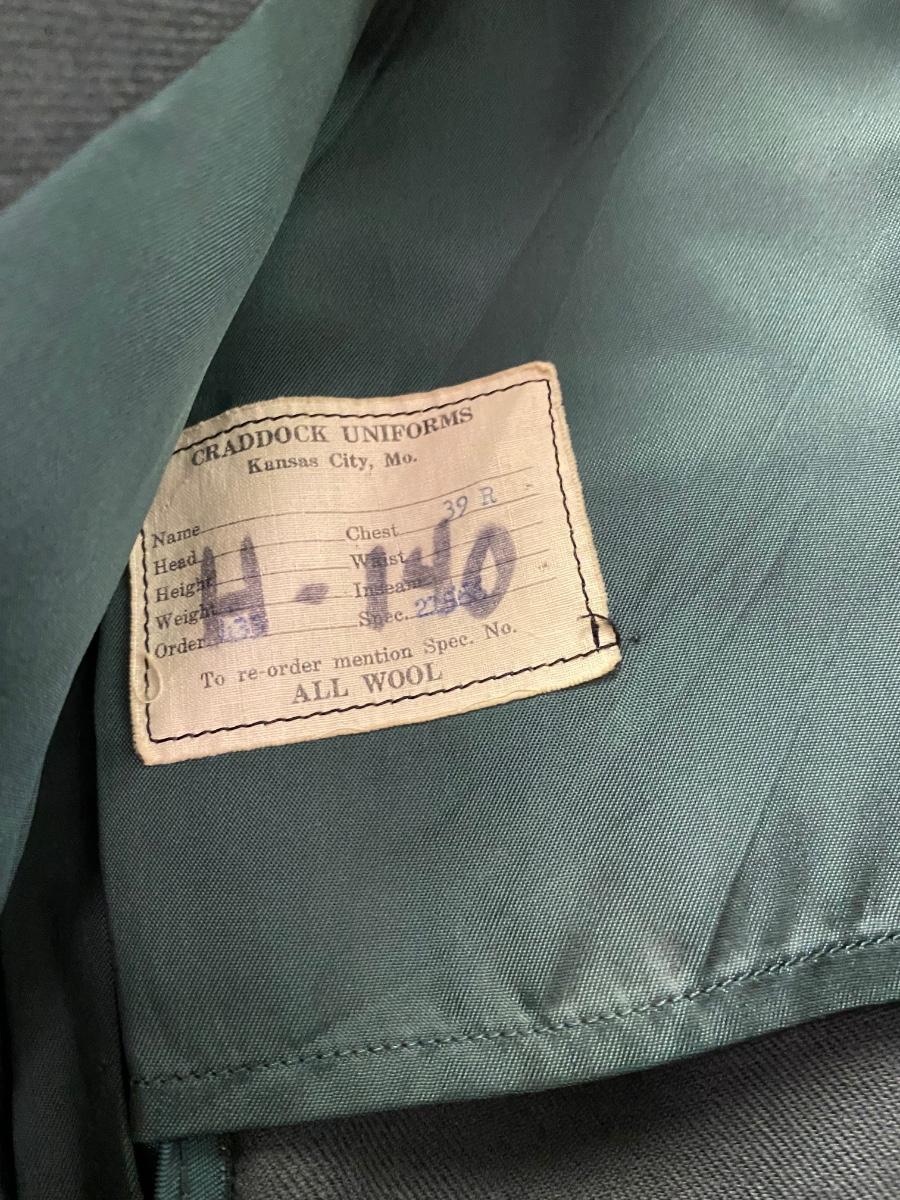 CRADDOCK UNIFORMS
Kansas City, Mo.
Name
Head Chest 39 R
Height Waist
Weight Inseam
Order Spec.
H-140
To re-order mention Spec. No.
ALL WOOL